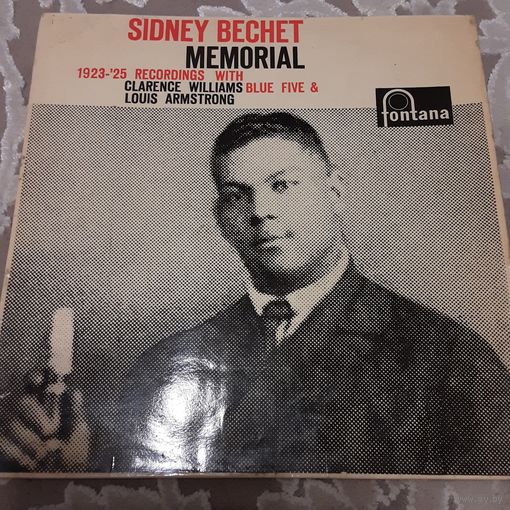 SIDNEY BECHET
MEMORIAL
1923-'25 RECORDINGS WITH
CLARENCE WILLIAMS BLUE FIVE &
LOUIS ARMSTRONG
fontana